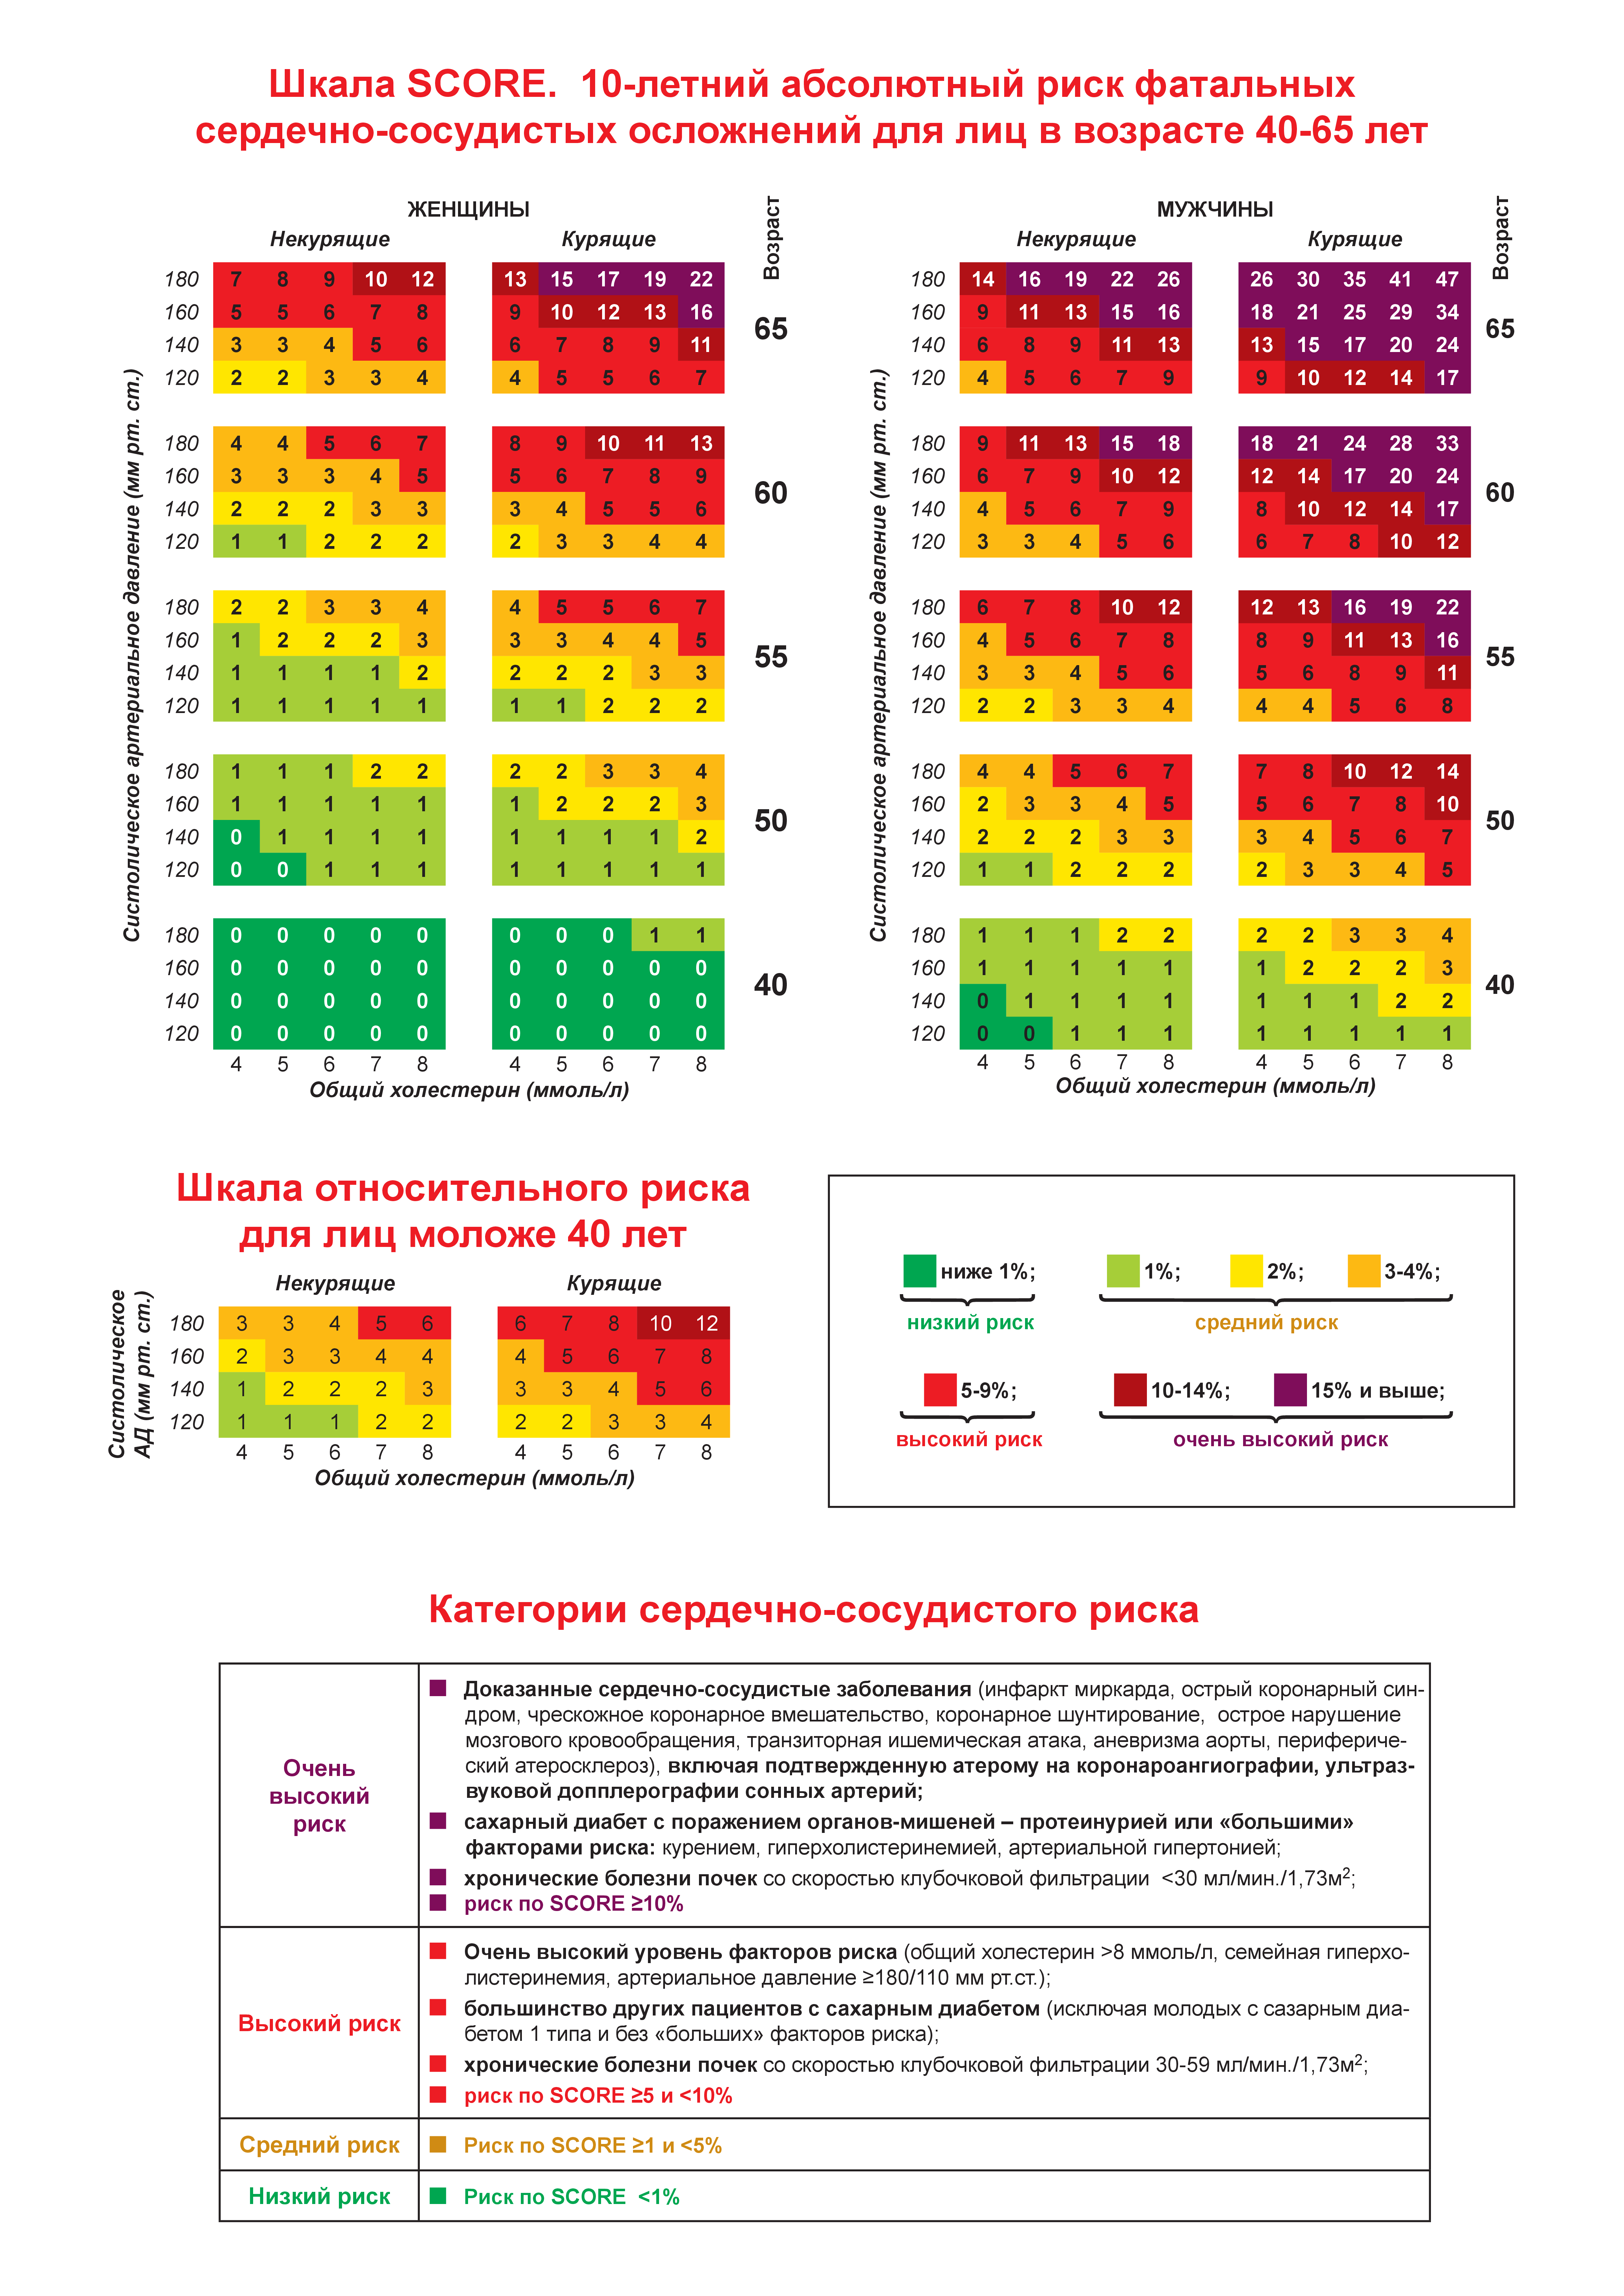 Шкала SCORE. 10-летний абсолютный риск фатальных
сердечно-сосудистых осложнений для лиц в возрасте 40-65 лет
ЖЕНЩИНЫ
Некурящие Курящие
Возраст
Систолическое артериальное давление (мм рт. ст.)
180 7 8 9 10 12 13 15 17 19 22
160 5 5 6 7 8 9 10 12 13 16
140 3 3 4 5 6 6 7 8 9 11
120 2 2 3 3 4 4 5 5 6 7
65
180 4 4 5 6 7 8 9 10 11 13
160 3 3 3 4 5 5 6 7 8 9
140 2 2 2 3 3 3 4 5 5 6
120 1 1 2 2 2 2 3 3 4 4
60
180 2 2 3 3 4 4 5 5 6 7
160 1 2 2 2 3 3 3 4 4 5
140 1 1 1 1 2 2 2 2 3 3
120 1 1 1 1 1 1 1 2 2 2
55
180 1 1 1 2 2 2 2 3 3 4
160 1 1 1 1 1 1 2 2 2 3
140 0 1 1 1 1 1 1 1 1 2
120 0 0 1 1 1 1 1 1 1 1
50
180 0 0 0 0 0 0 0 0 1 1
160 0 0 0 0 0 0 0 0 0 0
140 0 0 0 0 0 0 0 0 0 0
120 0 0 0 0 0 0 0 0 0 0
40
4 5 6 7 8 4 5 6 7 8
Общий холестерин (ммоль/л)
МУЖЧИНЫ
Некурящие Курящие
Возраст
Систолическое артериальное давление (мм рт. ст.)
180 14 16 19 22 26 26 30 35 41 47
160 9 11 13 15 16 18 21 25 29 34
140 6 8 9 11 13 13 15 17 20 24
120 4 5 6 7 9 9 10 12 14 17
65
180 9 11 13 15 18 18 21 24 28 33
160 6 7 9 10 12 12 14 17 20 24
140 4 5 6 7 9 8 10 12 14 17
120 3 3 4 5 6 6 7 8 10 12
60
180 6 7 8 10 12 12 13 16 19 22
160 4 5 6 7 8 8 9 11 13 16
140 3 3 4 5 6 5 6 8 9 11
120 2 2 3 3 4 4 4 5 6 8
55
180 4 4 5 6 7 7 8 10 12 14
160 2 3 3 4 5 5 6 7 8 10
140 2 2 2 3 3 3 4 5 6 7
120 1 1 2 2 2 2 3 3 4 5
50
180 1 1 1 2 2 2 2 3 3 4
160 1 1 1 1 1 1 2 2 2 3
140 0 1 1 1 1 1 1 1 2 2
120 0 0 1 1 1 1 1 1 1 1
40
4 5 6 7 8 4 5 6 7 8
Общий холестерин (ммоль/л)
Шкала относительного риска
для лиц моложе 40 лет
Некурящие Курящие
Систолическое
АД (мм рт. ст.)
180 3 3 4 5 6 6 7 8 10 12
160 2 3 3 4 4 4 5 6 7 8
140 1 2 2 2 3 3 3 4 5 6
120 1 1 1 2 2 2 2 3 3 4
4 5 6 7 8 4 5 6 7 8
Общий холестерин (ммоль/л)
ниже 1%; 1%; 2%; 3-4%;
низкий риск средний риск
5-9%; 10-14%; 15% и выше;
высокий риск очень высокий риск
Категории сердечно-сосудистого риска
Очень
высокий
риск
Доказанные сердечно-сосудистые заболевания (инфаркт миркарда, острый коронарный син-
дром, чрескожное коронарное вмешательство, коронарное шунтирование, острое нарушение
мозгового кровообращения, транзиторная ишемическая атака, аневризма аорты, перифериче-
ский атеросклероз), включая подтвержденную атерому на коронароангиографии, ультраз-
вуковой допплерографии сонных артерий;
сахарный диабет с поражением органов-мишеней – протеинурией или «большими»
факторами риска: курением, гиперхолистеринемией, артериальной гипертонией;
хронические болезни почек со скоростью клубочковой фильтрации <30 мл/мин./1,73м²;
риск по SCORE ≥10%
Высокий риск
Очень высокий уровень факторов риска (общий холестерин >8 ммоль/л, семейная гиперхо-
листеринемия, артериальное давление ≥180/110 мм рт.ст.);
большинство других пациентов с сахарным диабетом (исключая молодых с сазарным диа-
бетом 1 типа и без «больших» факторов риска);
хронические болезни почек со скоростью клубочковой фильтрации 30-59 мл/мин./1,73м²;
риск по SCORE ≥5 и <10%
Средний риск
Риск по SCORE ≥1 и <5%
Низкий риск
Риск по SCORE <1%